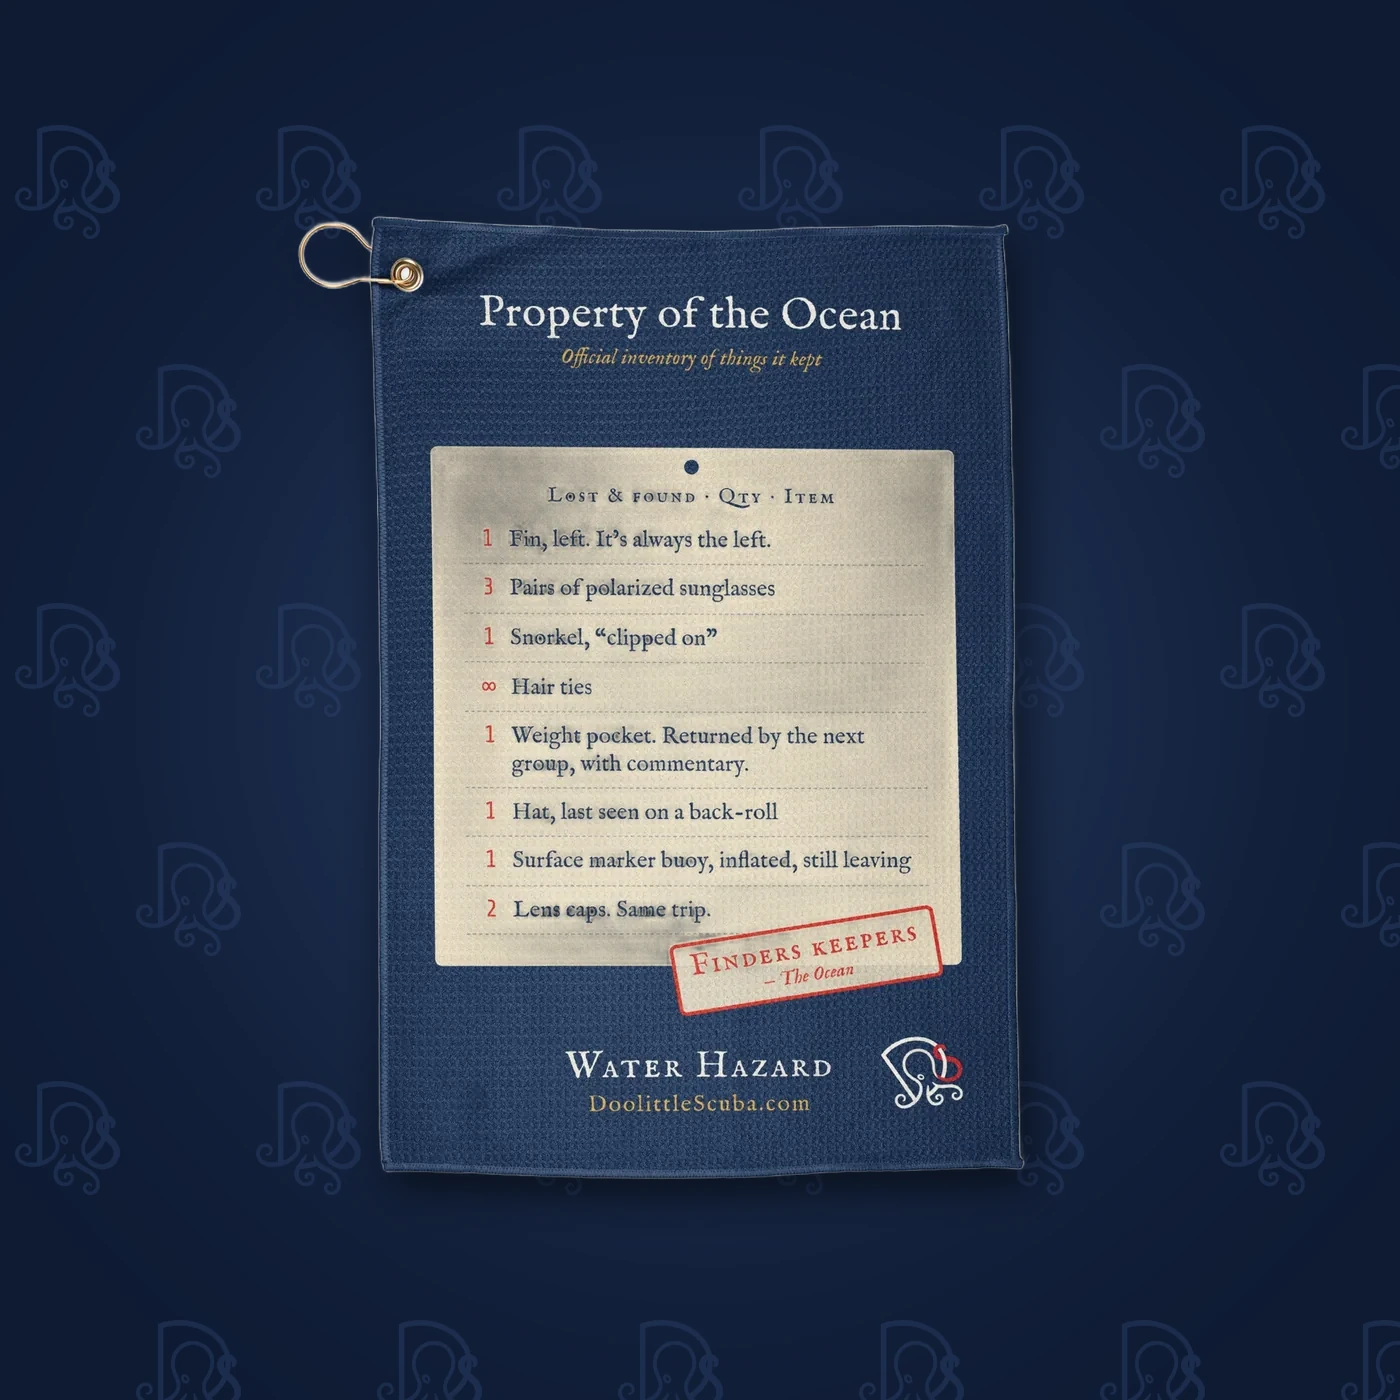 Property of the Ocean
Official inventory of things it kept
Lost & found · Qty · Item
1 Fin, left. It's always the left.
3 Pairs of polarized sunglasses
1 Snorkel, “clipped on”
∞ Hair ties
1 Weight pocket. Returned by the next
group, with commentary.
1 Hat, last seen on a back-roll
1 Surface marker buoy, inflated, still leaving
2 Lens caps. Same trip.
Finders keepers
– The Ocean
Water Hazard
DoolittleScuba.com